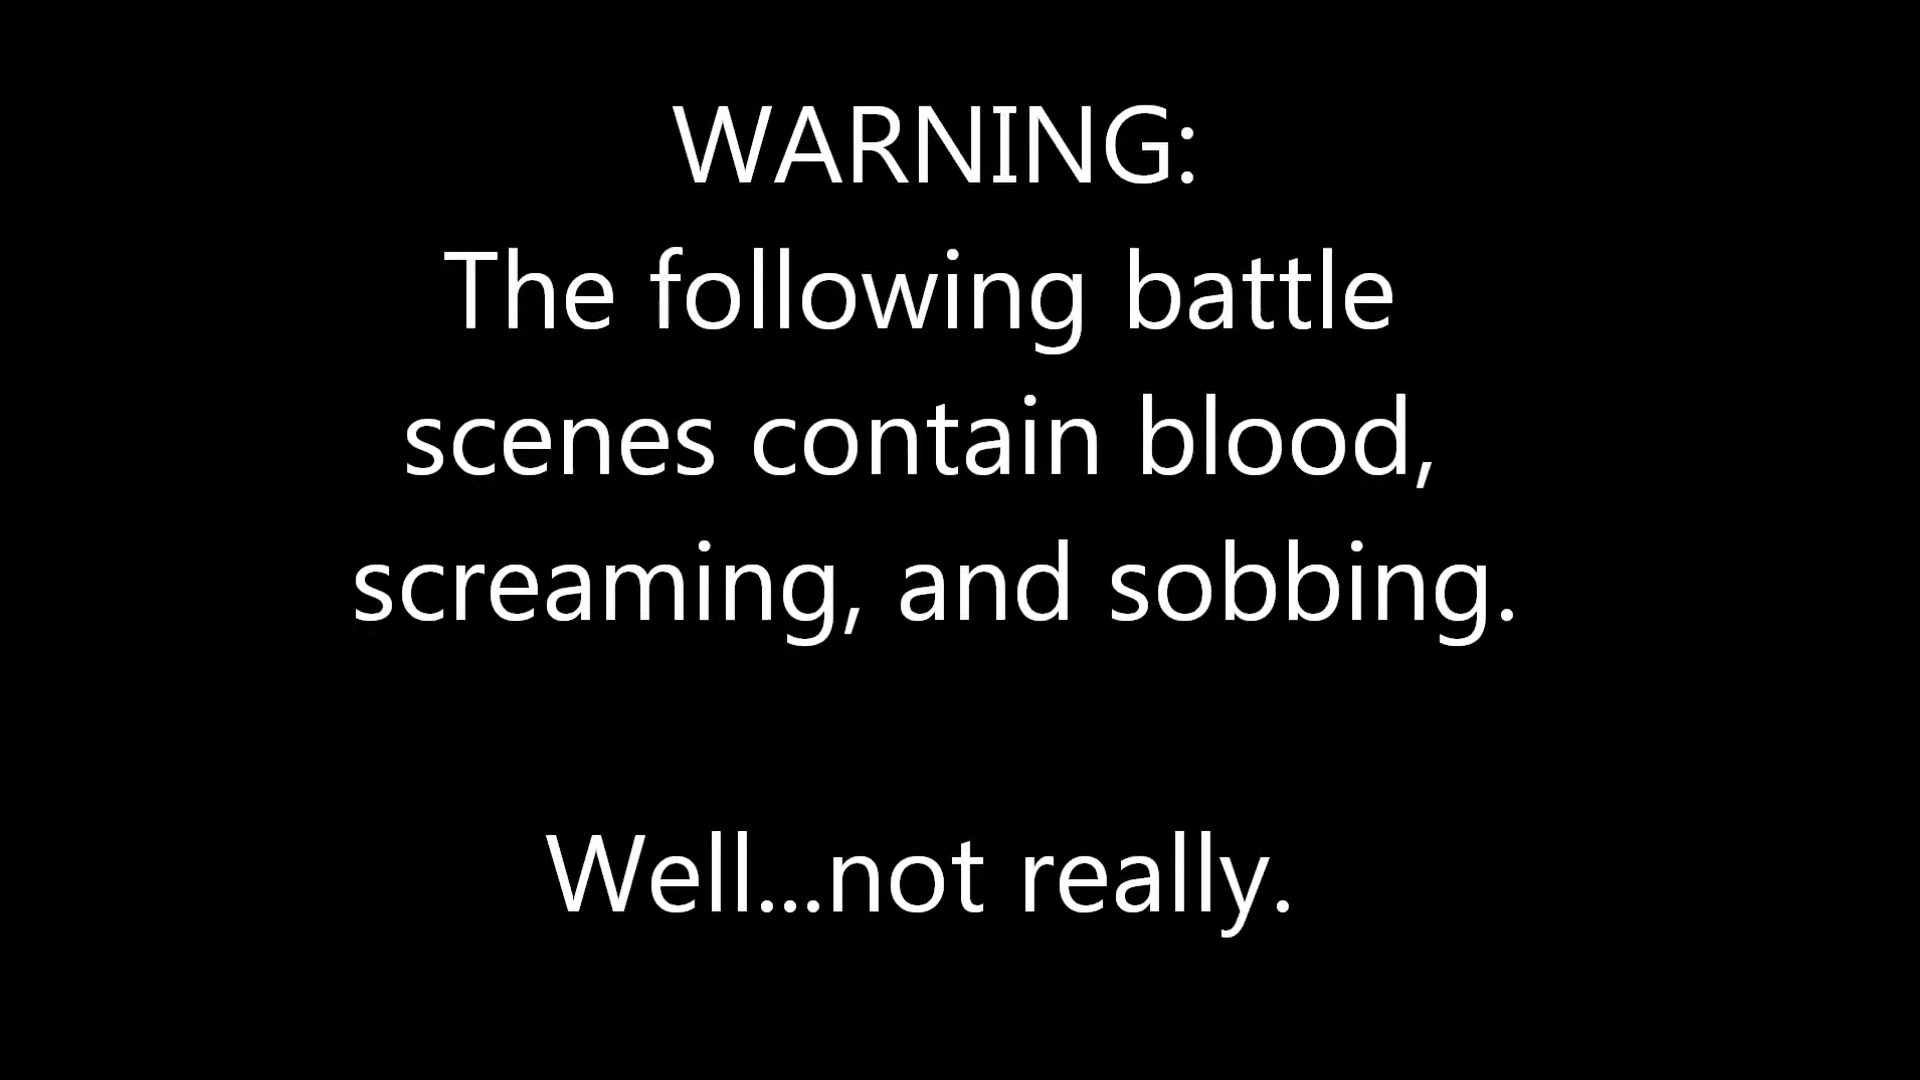 WARNING:
The following battle
scenes contain blood,
screaming, and sobbing.
Well...not really.